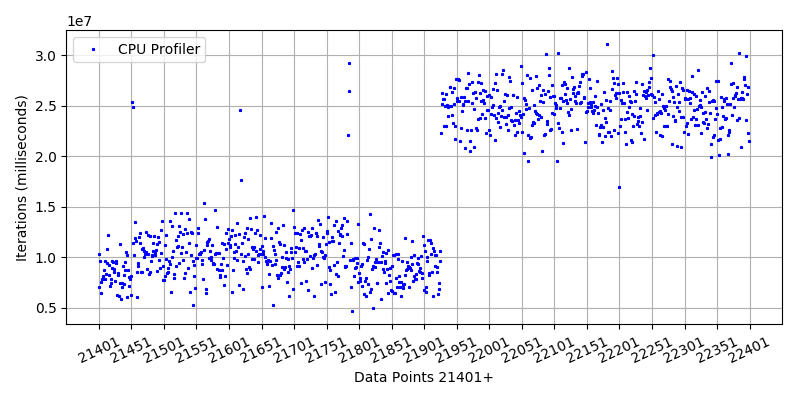 1e7
CPU Profiler
3.0
2.5
2.0
1.5
1.0
0.5
Iterations (milliseconds)
21401 21451 21501 21551 21601 21651 21701 21751 21801 21851 21901 21951 22001 22051 22101 22151 22201 22251 22301 22351 22401
Data Points 21401+